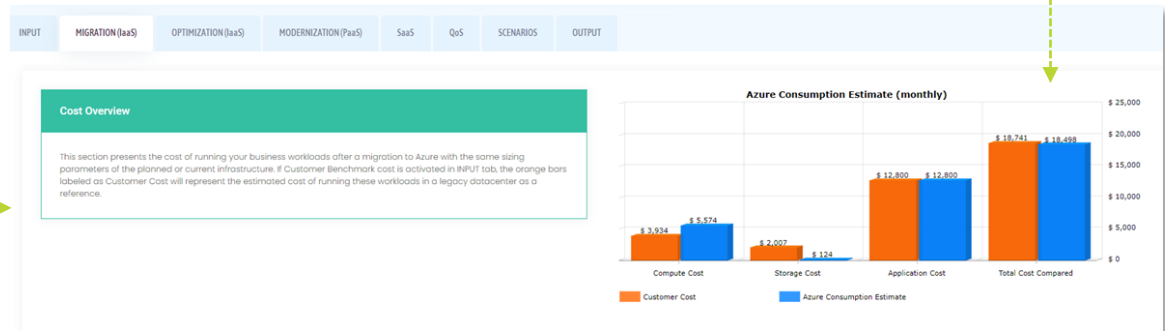 INPUT
MIGRATION (IaaS)
OPTIMIZATION (IaaS)
MODERNIZATION (PaaS)
SaaS
QoS
SCENARIOS
OUTPUT
Cost Overview
This section presents the cost of running your business workloads after a migration to Azure with the same sizing
parameters of the planned or current infrastructure. If Customer Benchmark cost is activated in INPUT tab, the orange bars
labeled as Customer Cost will represent the estimated cost of running these workloads in a legacy datacenter as a
reference.
Azure Consumption Estimate (monthly)
$ 25,000
$ 20,000
$ 15,000
$ 10,000
$ 5,000
$ 0
$ 3,934
$ 5,574
$ 2,007
$ 124
$ 12,800
$ 12,800
$ 18,741
$ 18,498
Compute Cost
Storage Cost
Application Cost
Total Cost Compared
Customer Cost
Azure Consumption Estimate